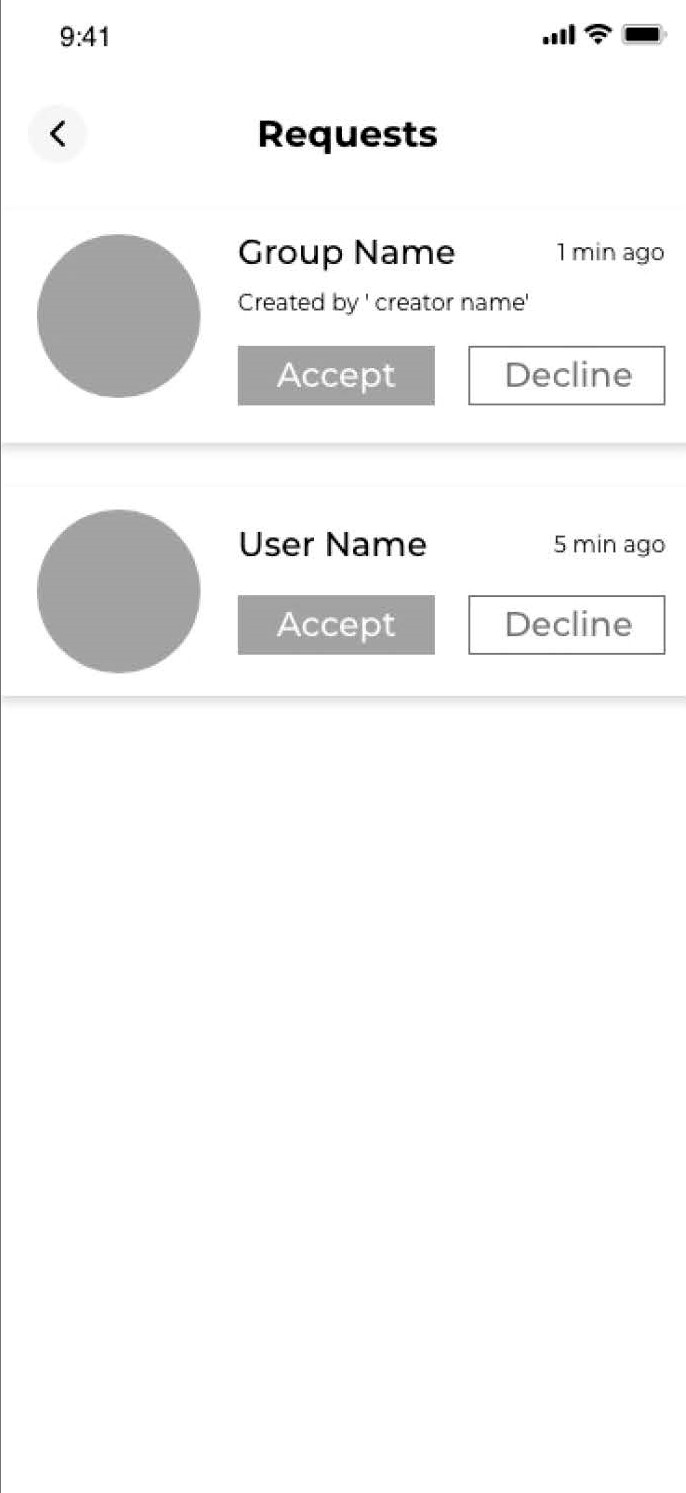 9:41
Requests
Group Name 1 min ago
Created by ' creator name'
Accept Decline
User Name 5 min ago
Accept Decline